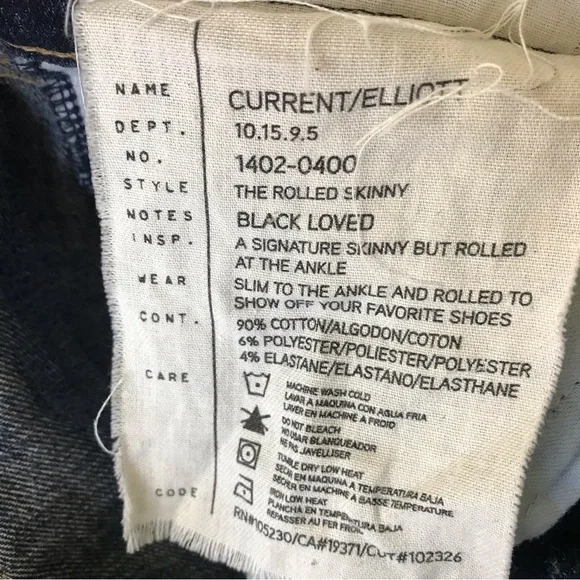 NAME CURRENT/ELLIOTT
DEPT. 10.15.9.5
NO. 1402-0400
STYLE THE ROLLED SKINNY
NOTES BLACK LOVED
INSP. A SIGNATURE SKINNY BUT ROLLED
AT THE ANKLE
WEAR SLIM TO THE ANKLE AND ROLLED TO
SHOW OFF YOUR FAVORITE SHOES
CONT. 90% COTTON/ALGODON/COTON
6% POLYESTER/POLIESTER/POLYESTER
4% ELASTANE/ELASTANO/ELASTHANE
CARE MACHINE WASH COLD
LAVAR A MAQUINA CON AGUA FRIA
LAVER EN MACHINE A FROID
DO NOT BLEACH
NO USAR BLANQUEADOR
NE PAS JAVELLISER
TUMBLE DRY LOW HEAT
SECAR EN MAQUINA A TEMPERATURA BAJA
SECHER EN MACHINE A BASSE TEMPERATURE
IRON LOW HEAT
PLANCHA EN TEMPERATURA BAJA
REPASSER AU FER FROID
CODE RN#105230/CA#19371/CUT#102326